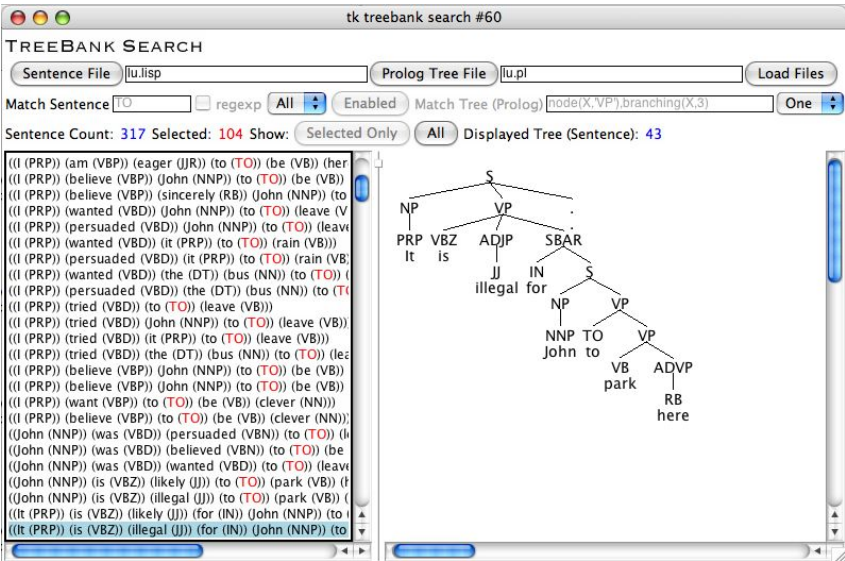 tk treebank search #60
TREEBANK SEARCH
Sentence File lu.lisp Prolog Tree File lu.pl Load Files
Match Sentence TO regexp All Enabled Match Tree (Prolog) node(X,'VP'),branching(X,3) One
Sentence Count: 317 Selected: 104 Show: Selected Only All Displayed Tree (Sentence): 43
((I (PRP)) (am (VBP)) (eager (JJR)) (to (TO)) (be (VB)) (her
((I (PRP)) (believe (VBP)) (John (NNP)) (to (TO)) (be (VB))
((I (PRP)) (believe (VBP)) (sincerely (RB)) (John (NNP)) (to
((I (PRP)) (wanted (VBD)) (John (NNP)) (to (TO)) (leave (V
((I (PRP)) (persuaded (VBD)) (John (NNP)) (to (TO)) (leave
((I (PRP)) (wanted (VBD)) (it (PRP)) (to (TO)) (rain (VB)))
((I (PRP)) (persuaded (VBD)) (it (PRP)) (to (TO)) (rain (VB
((I (PRP)) (wanted (VBD)) (the (DT)) (bus (NN)) (to (TO)) (
((I (PRP)) (persuaded (VBD)) (the (DT)) (bus (NN)) (to (T
((I (PRP)) (tried (VBD)) (to (TO)) (leave (VB)))
((I (PRP)) (tried (VBD)) (John (NNP)) (to (TO)) (leave (VB))
((I (PRP)) (tried (VBD)) (it (PRP)) (to (TO)) (leave (VB)))
((I (PRP)) (tried (VBD)) (the (DT)) (bus (NN)) (to (TO)) (lea
((I (PRP)) (believe (VBP)) (John (NNP)) (to (TO)) (be (VB))
((I (PRP)) (believe (VBP)) (John (NNP)) (to (TO)) (be (VB))
((I (PRP)) (want (VBP)) (to (TO)) (be (VB)) (clever (NN)))
((I (PRP)) (believe (VBP)) (to (TO)) (be (VB)) (clever (NN)))
((John (NNP)) (was (VBD)) (persuaded (VBN)) (to (TO)) (l
((John (NNP)) (was (VBD)) (believed (VBN)) (to (TO)) (be
((John (NNP)) (was (VBD)) (wanted (VBD)) (to (TO)) (leave
((John (NNP)) (is (VBZ)) (likely (JJ)) (to (TO)) (park (VB)) (h
((John (NNP)) (is (VBZ)) (illegal (JJ)) (to (TO)) (park (VB)) (
((It (PRP)) (is (VBZ)) (likely (JJ)) (for (IN)) (John (NNP)) (to (
((It (PRP)) (is (VBZ)) (illegal (JJ)) (for (IN)) (John (NNP)) (to
S
NP VP .
PRP VBZ ADJP SBAR .
It is JJ IN S
illegal for
NP VP
NNP TO VP
John to
VB ADVP
park
RB
here